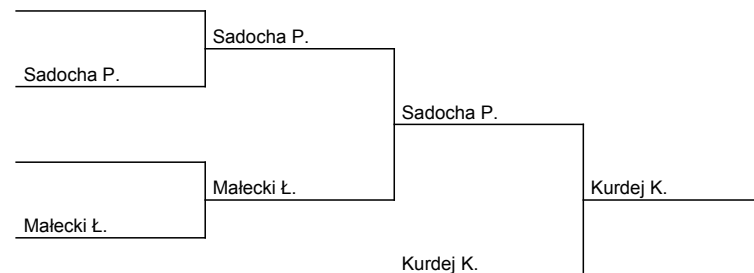 Sadocha P.
Sadocha P.
Sadocha P.
Małecki Ł.
Kurdej K.
Małecki Ł.
Kurdej K.